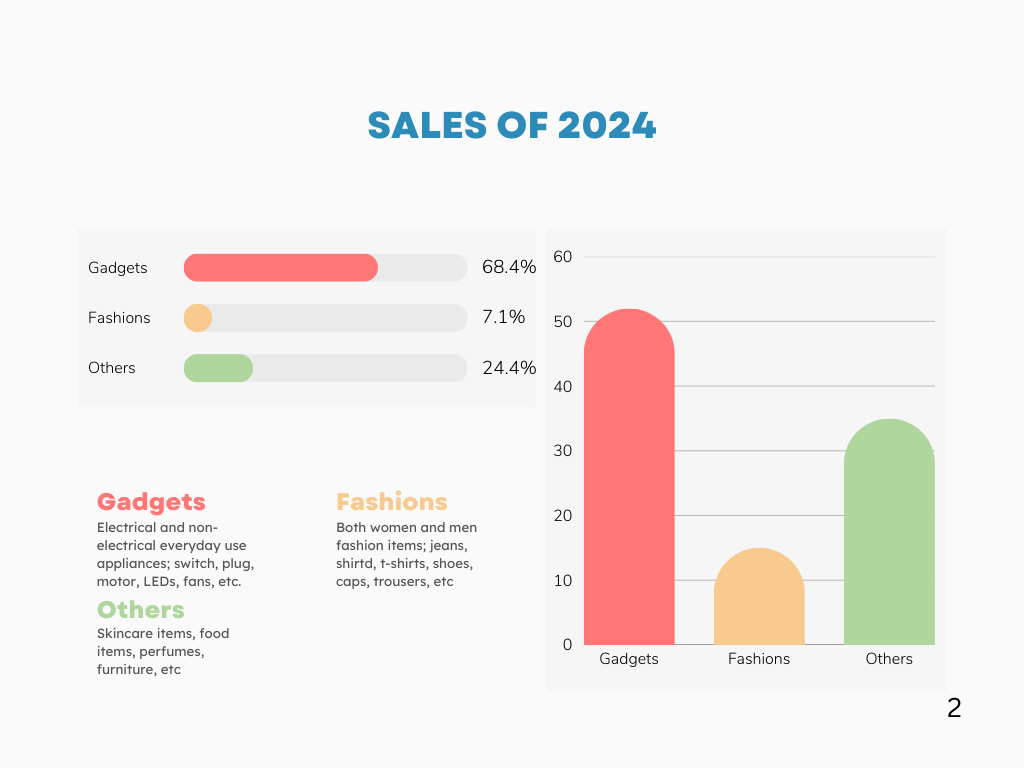 SALES OF 2024
Gadgets 68.4%
Fashions 7.1%
Others 24.4%
Gadgets
Electrical and non-
electrical everyday use
appliances; switch, plug,
motor, LEDs, fans, etc.
Fashions
Both women and men
fashion items; jeans,
shirtd, t-shirts, shoes,
caps, trousers, etc
Others
Skincare items, food
items, perfumes,
furniture, etc
60
50
40
30
20
10
0
Gadgets Fashions Others
2